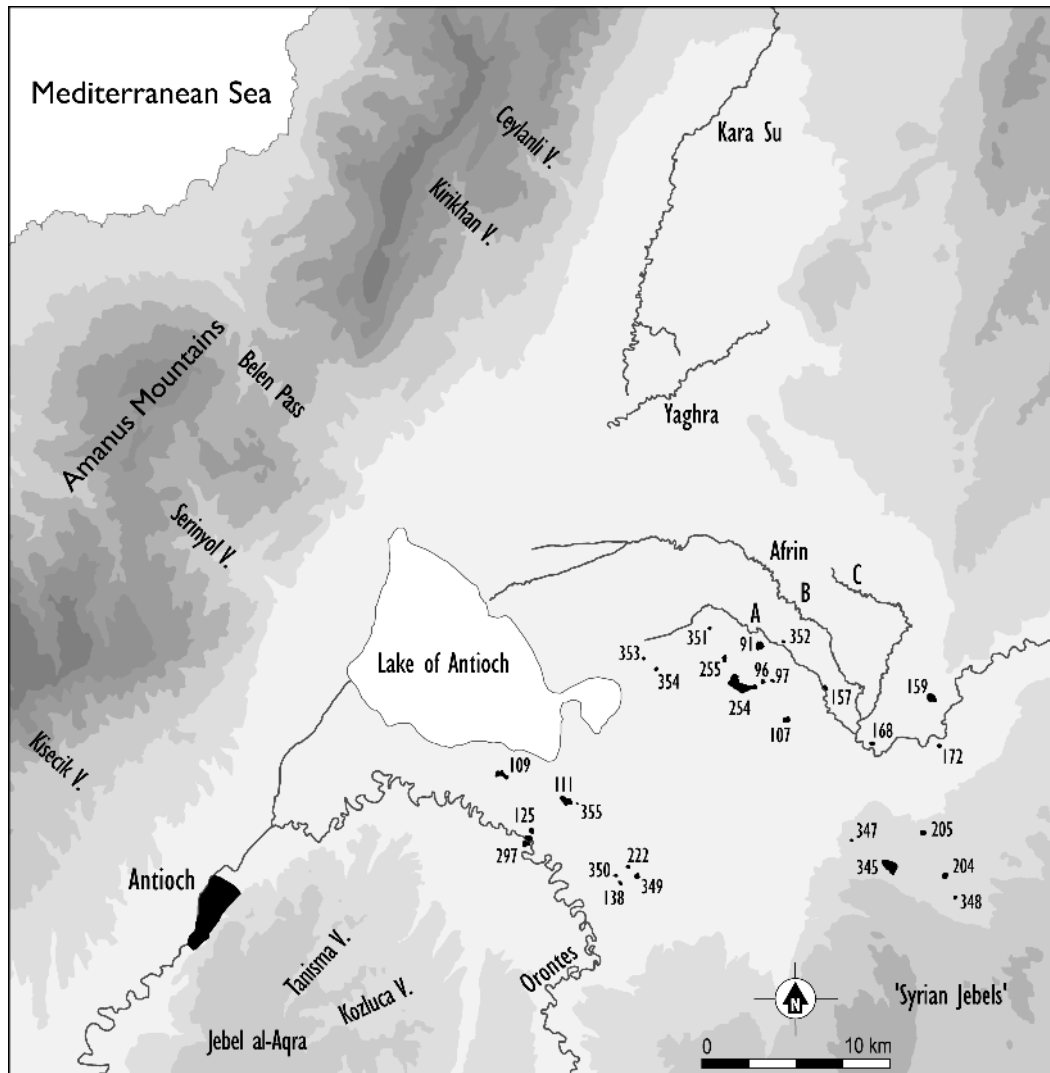 Mediterranean Sea
Ceylanli V.
Kara Su
Kirikhan V.
Amanus Mountains
Belen Pass
Yaghra
Serinyol V.
Afrin
C
B
A
351
352
91
353
Lake of Antioch
255
96
97
354
157
159
254
107
168
172
Kisecik V.
109
111
355
125
347
205
297
222
345
350
204
Antioch
349
138
348
Tanisma V.
Orontes
Kozluca V.
N
'Syrian Jebels'
Jebel al-Aqra
0
10 km